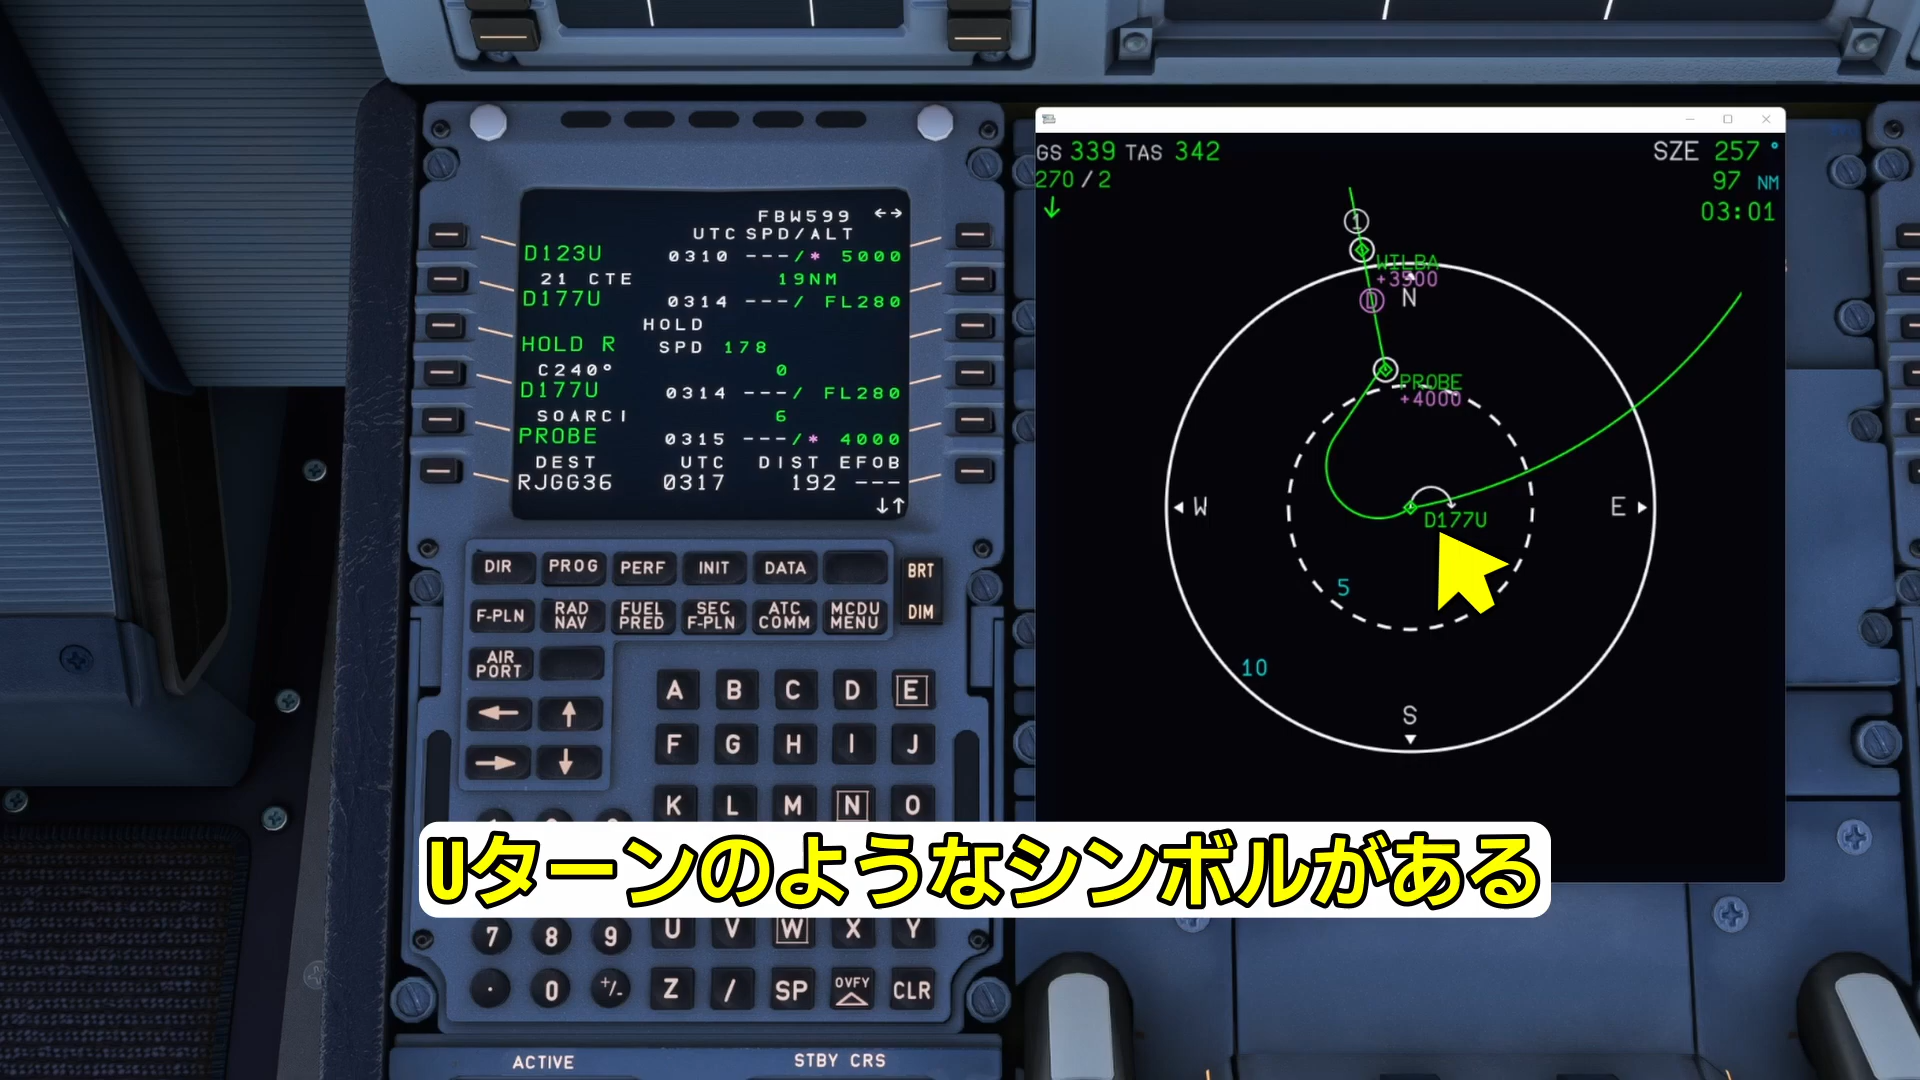 FBW599 ←→
UTC SPD/ALT
D123U 0310 ---/* 5000
21 CTE 19NM
D177U 0314 ---/ FL280
HOLD
HOLD R SPD 178
C240° 0
D177U 0314 ---/ FL280
SOARCI 6
PROBE 0315 ---/* 4000
DEST UTC DIST EFOB
RJGG36 0317 192 ---
↓↑
GS 339 TAS 342
270/2
SZE 257°
97 NM
03:01
1
WILBA
+3500
D
N
PROBE
+4000
W
E
D177U
5
10
S
DIR PROG PERF INIT DATA
BRT
DIM
F-PLN RAD NAV FUEL PRED SEC F-PLN ATC COMM MCDU MENU
AIR PORT
← ↑
→ ↓
A B C D E
F G H I J
K L M N O
Uターンのようなシンボルがある
7 8 9 U V W X Y
. 0 +/- Z / SP OVFY CLR
ACTIVE STBY CRS